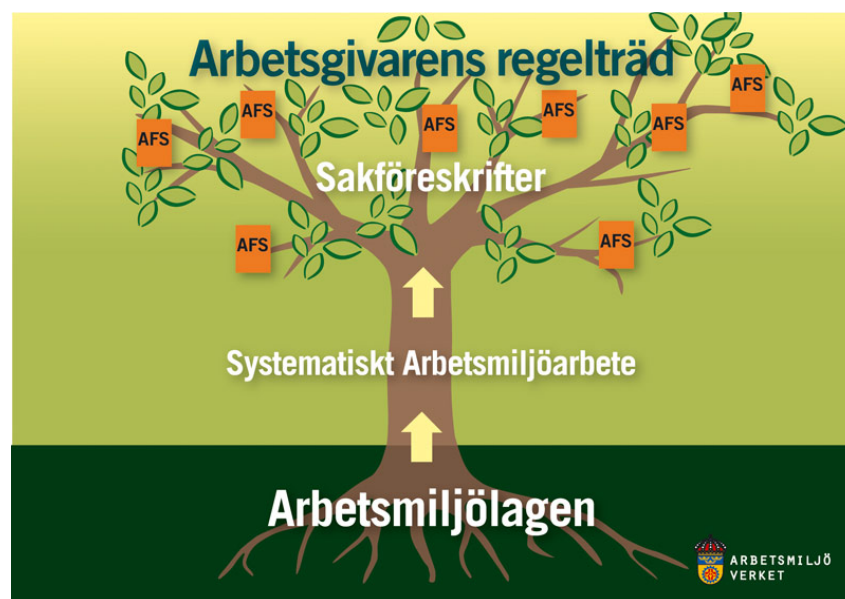 Arbetsgivarens regelträd
AFS
AFS
AFS
AFS
AFS
AFS
Sakföreskrifter
AFS
AFS
Systematiskt Arbetsmiljöarbete
Arbetsmiljölagen
ARBETSMILJÖ
VERKET